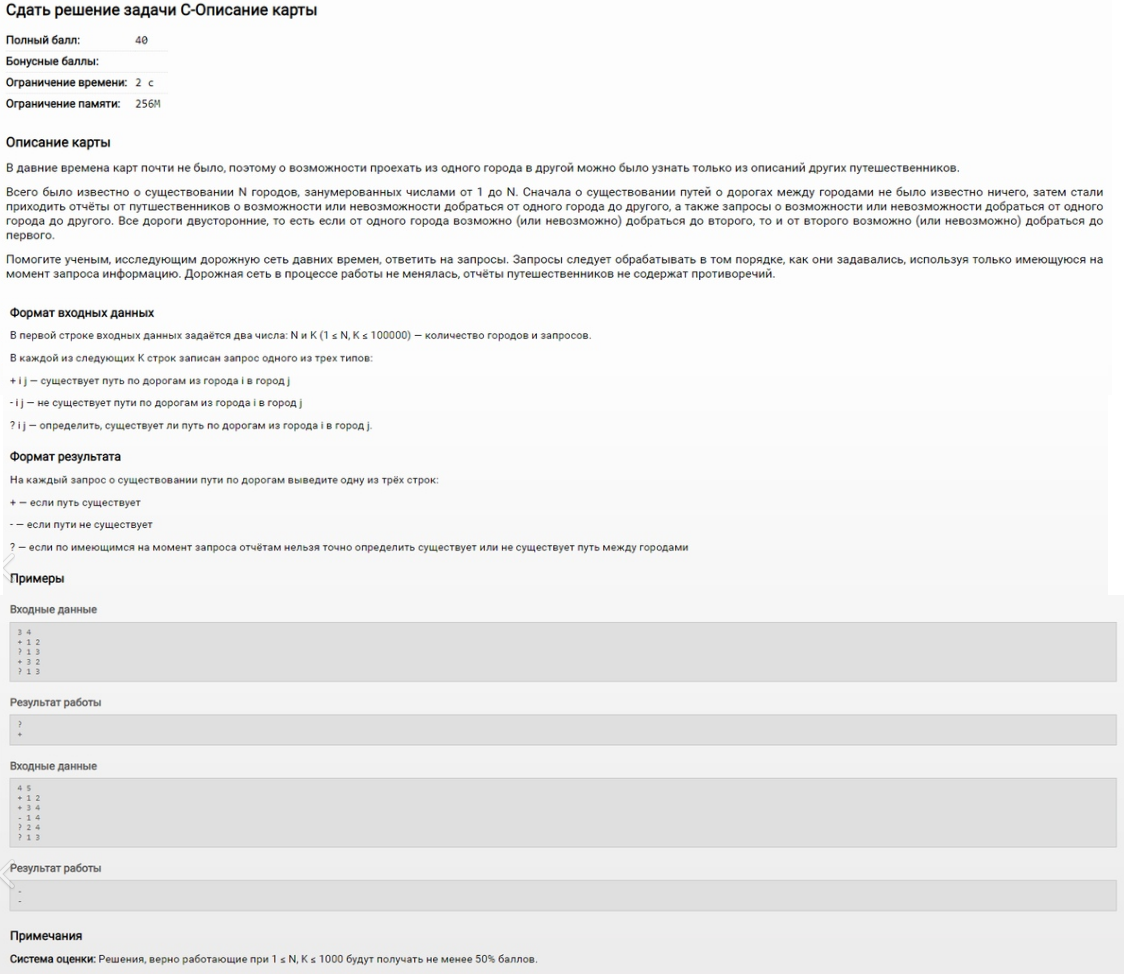 Сдать решение задачи C-Описание карты
Полный балл: 40
Бонусные баллы:
Ограничение времени: 2 с
Ограничение памяти: 256M
Описание карты
В давние времена карт почти не было, поэтому о возможности проехать из одного города в другой можно было узнать только из описаний других путешественников.
Всего было известно о существовании N городов, занумерованных числами от 1 до N. Сначала о существовании путей о дорогах между городами не было известно ничего, затем стали
приходить отчёты от путшественников о возможности или невозможности добраться от одного города до другого, а также запросы о возможности или невозможности добраться от одного
города до другого. Все дороги двусторонние, то есть если от одного города возможно (или невозможно) добраться до второго, то и от второго возможно (или невозможно) добраться до
первого.
Помогите ученым, исследующим дорожную сеть давних времен, ответить на запросы. Запросы следует обрабатывать в том порядке, как они задавались, используя только имеющуюся на
момент запроса информацию. Дорожная сеть в процессе работы не менялась, отчёты путешественников не содержат противоречий.
Формат входных данных
В первой строке входных данных задаётся два числа: N и K (1 ≤ N, K ≤ 100000) — количество городов и запросов.
В каждой из следующих K строк записан запрос одного из трех типов:
+ i j — существует путь по дорогам из города i в город j
- i j — не существует пути по дорогам из города i в город j
? i j — определить, существует ли путь по дорогам из города i в город j.
Формат результата
На каждый запрос о существовании пути по дорогам выведите одну из трёх строк:
+ — если путь существует
- — если пути не существует
? — если по имеющимся на момент запроса отчётам нельзя точно определить существует или не существует путь между городами
Примеры
Входные данные
3 4
+ 1 2
? 1 3
+ 3 2
? 1 3
Результат работы
?
+
Входные данные
4 5
+ 1 2
+ 3 4
- 1 4
? 2 4
? 1 3
Результат работы
-
-
Примечания
Система оценки: Решения, верно работающие при 1 ≤ N, K ≤ 1000 будут получать не менее 50% баллов.